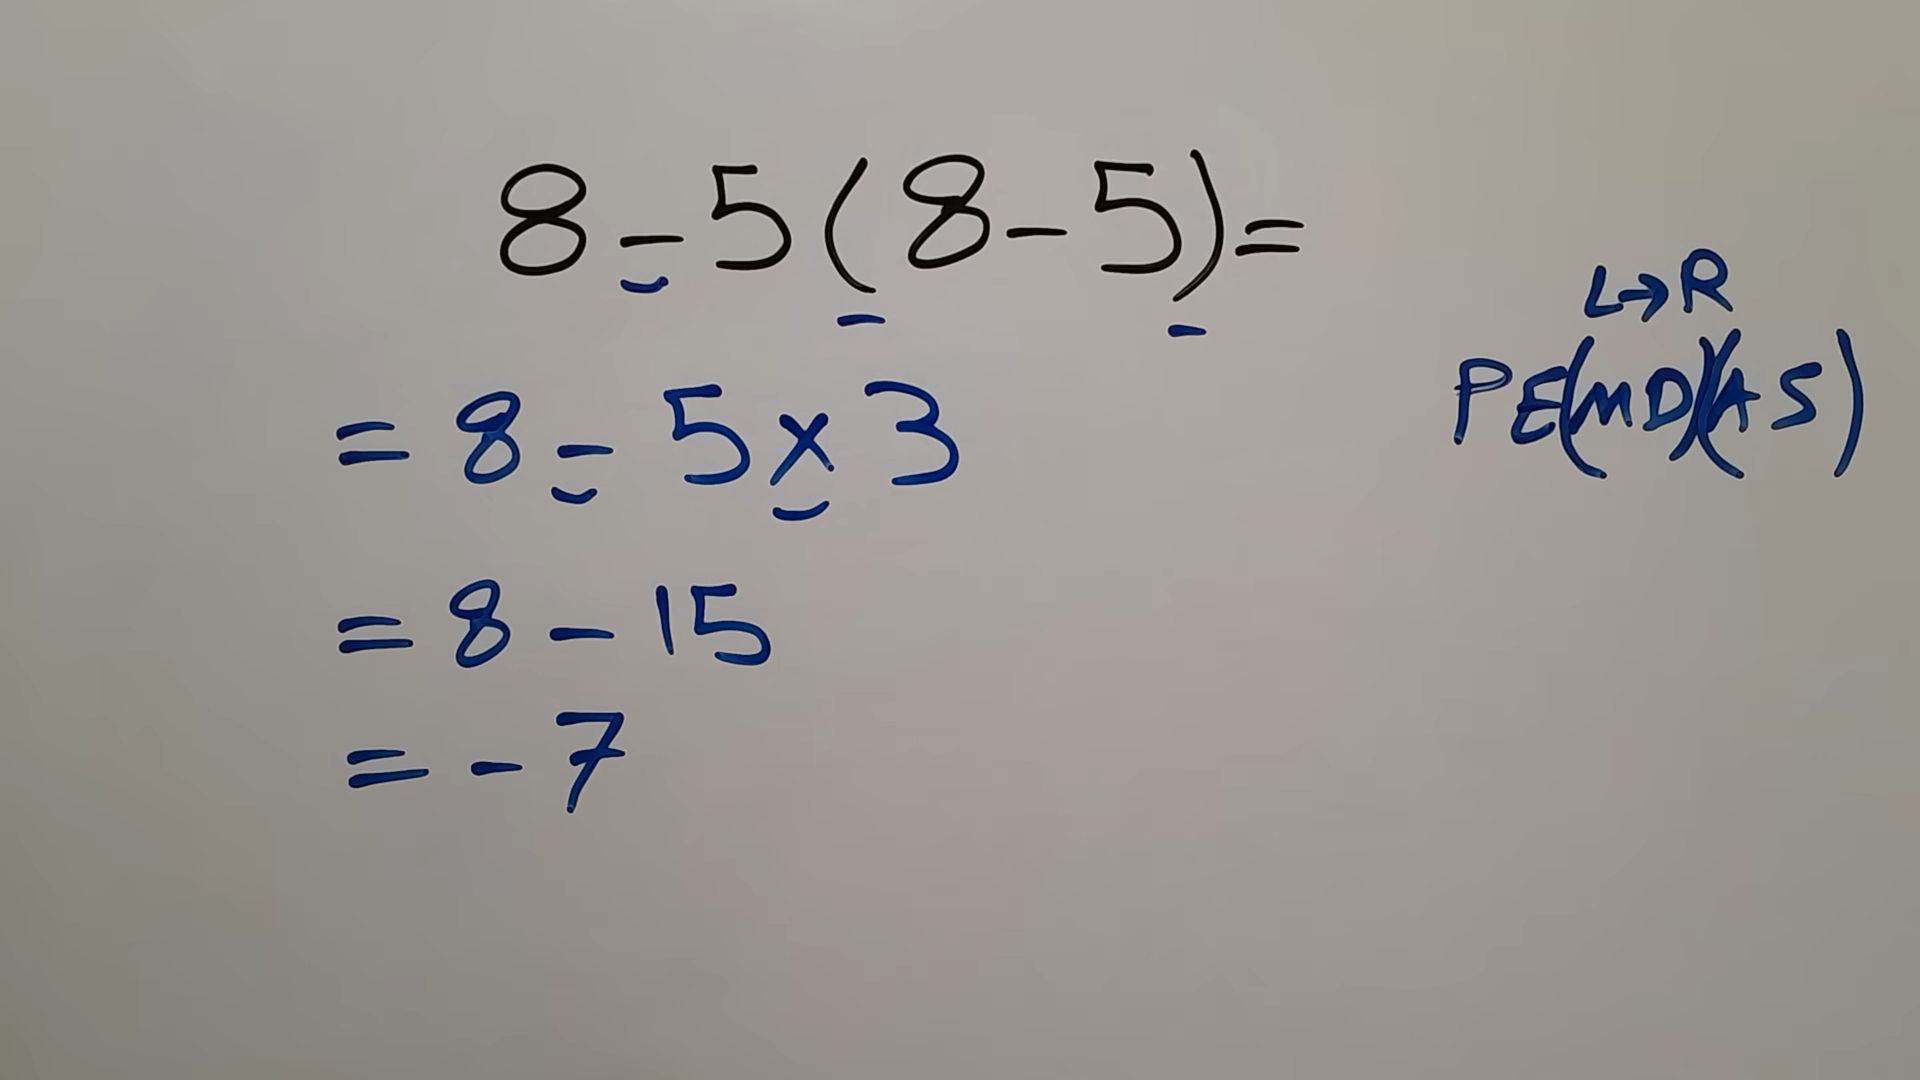 8-5(8-5)=
L→R
PE(MD)(AS)
= 8 - 5 x 3
= 8 - 15
= - 7